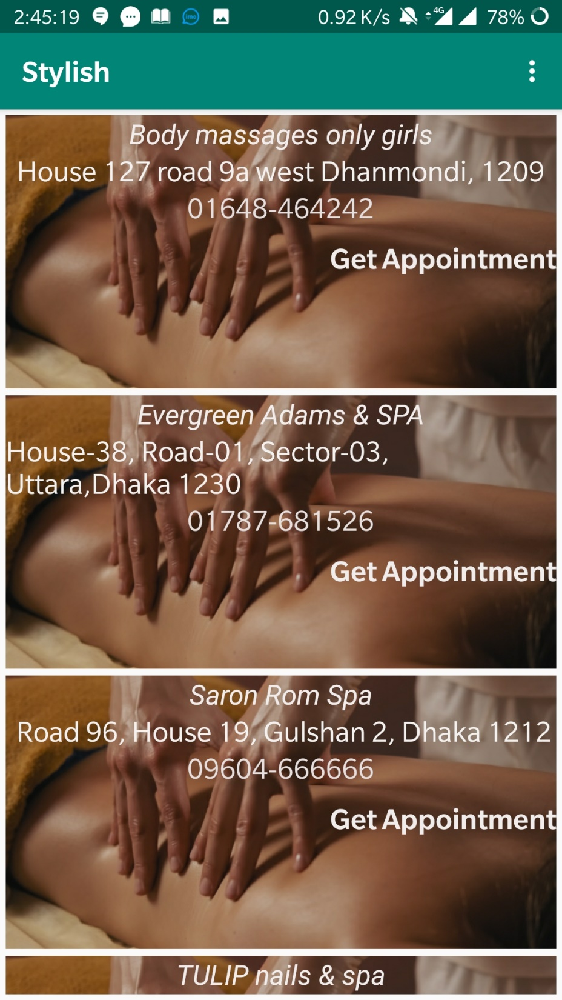 2:45:19 imo 0.92 K/s 4G 78%
Stylish
Body massages only girls
House 127 road 9a west Dhanmondi, 1209
01648-464242
Get Appointment
Evergreen Adams & SPA
House-38, Road-01, Sector-03,
Uttara,Dhaka 1230
01787-681526
Get Appointment
Saron Rom Spa
Road 96, House 19, Gulshan 2, Dhaka 1212
09604-666666
Get Appointment
TULIP nails & spa